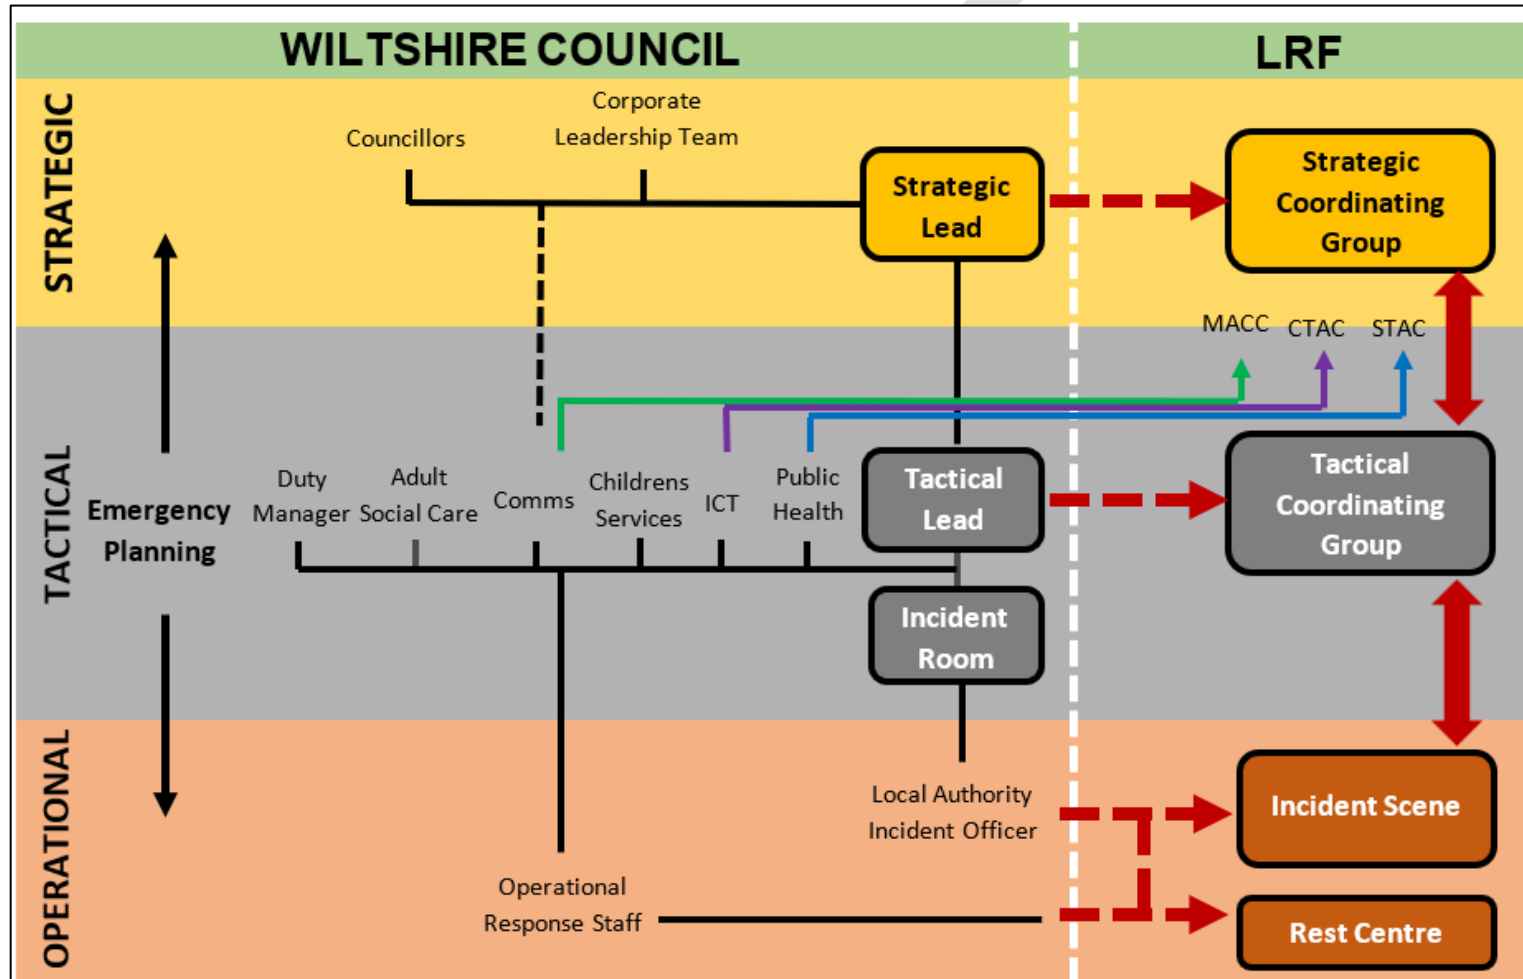 WILTSHIRE COUNCIL
LRF
STRATEGIC
Councillors
Corporate
Leadership Team
Strategic
Lead
Strategic
Coordinating
Group
MACC
CTAC
STAC
TACTICAL
Emergency
Planning
Duty
Manager
Adult
Social Care
Comms
Childrens
Services
ICT
Public
Health
Tactical
Lead
Tactical
Coordinating
Group
Incident
Room
OPERATIONAL
Local Authority
Incident Officer
Incident Scene
Operational
Response Staff
Rest Centre